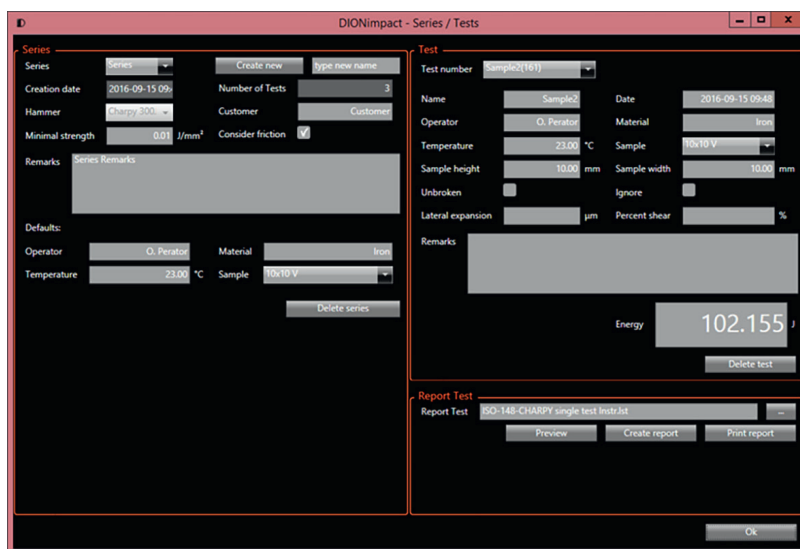 DIONimpact - Series / Tests
Series
Series Series Create new type new name
Creation date 2016-09-15 09: Number of Tests 3
Hammer Charpy 300. Customer Customer
Minimal strength 0.01 J/mm² Consider friction
Remarks Series Remarks
Defaults:
Operator O. Perator Material Iron
Temperature 23.00 °C Sample 10x10 V
Delete series
Test
Test number Sample2(161)
Name Sample2 Date 2016-09-15 09:48
Operator O. Perator Material Iron
Temperature 23.00 °C Sample 10x10 V
Sample height 10.00 mm Sample width 10.00 mm
Unbroken Ignore
Lateral expansion µm Percent shear %
Remarks
Energy 102.155 J
Delete test
Report Test
Report Test ISO-148-CHARPY single test Instr.lst ...
Preview Create report Print report
Ok